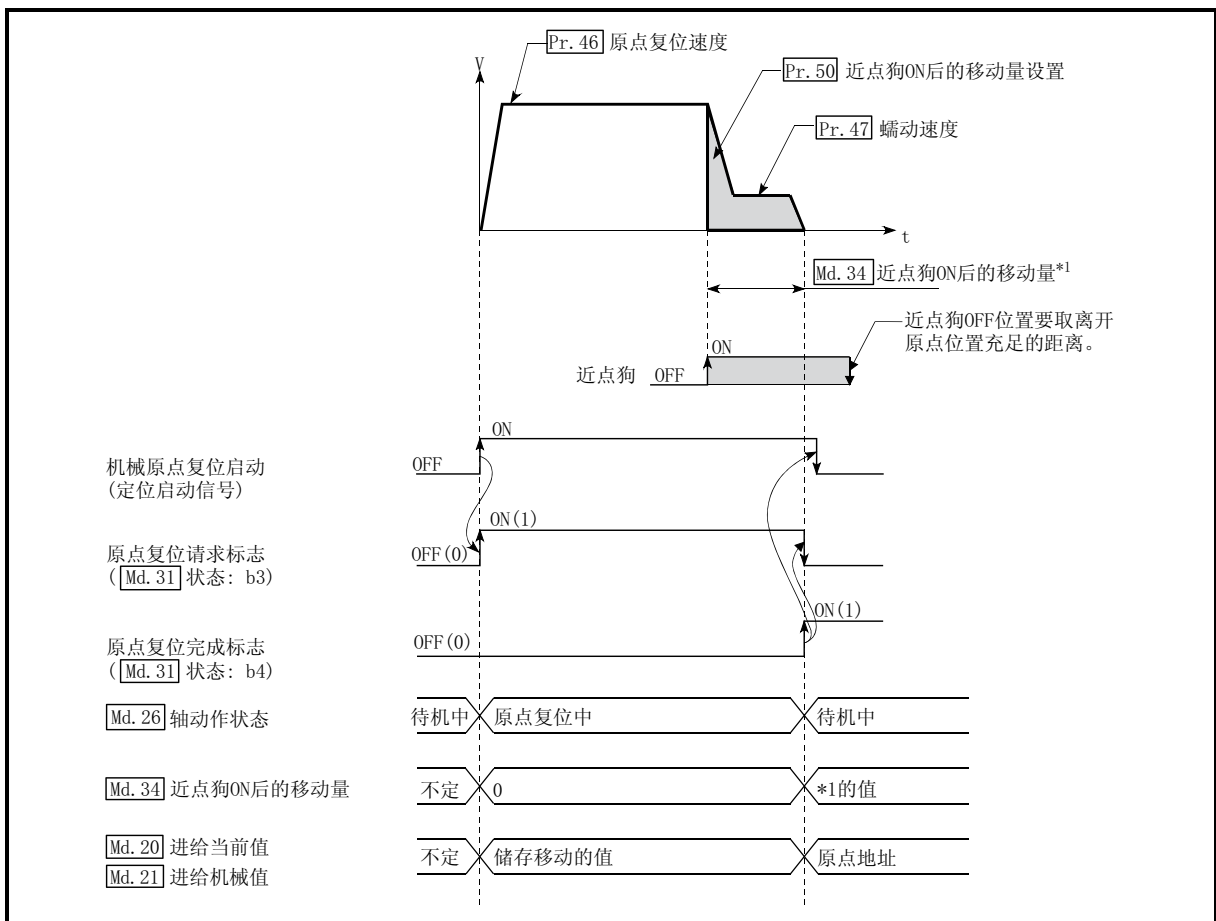 Pr.46 原点复位速度
V
Pr.50 近点狗ON后的移动量设置
Pr.47 蠕动速度
t
Md.34 近点狗ON后的移动量*1
近点狗OFF位置要取离开
原点位置充足的距离。
ON
近点狗 OFF
ON
机械原点复位启动
(定位启动信号)
OFF
ON(1)
原点复位请求标志
( Md.31 状态: b3)
OFF(0)
ON(1)
原点复位完成标志
( Md.31 状态: b4)
OFF(0)
Md.26 轴动作状态 待机中 原点复位中 待机中
Md.34 近点狗ON后的移动量 不定 0 *1的值
Md.20 进给当前值
Md.21 进给机械值
不定 储存移动的值 原点地址